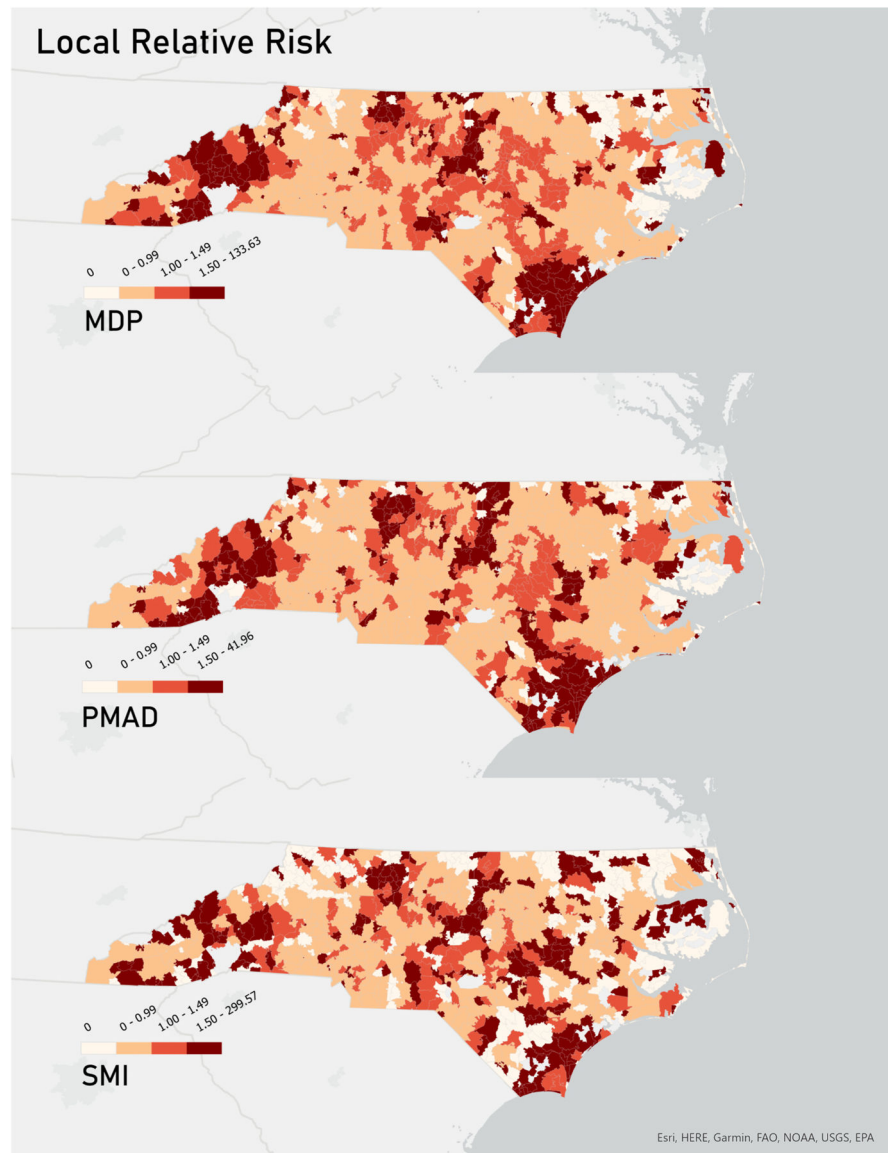 Local Relative Risk
0 0 - 0.99 1.00 - 1.49 1.50 - 133.63
MDP
0 0 - 0.99 1.00 - 1.49 1.50 - 41.96
PMAD
0 0 - 0.99 1.00 - 1.49 1.50 - 299.57
SMI
Esri, HERE, Garmin, FAO, NOAA, USGS, EPA